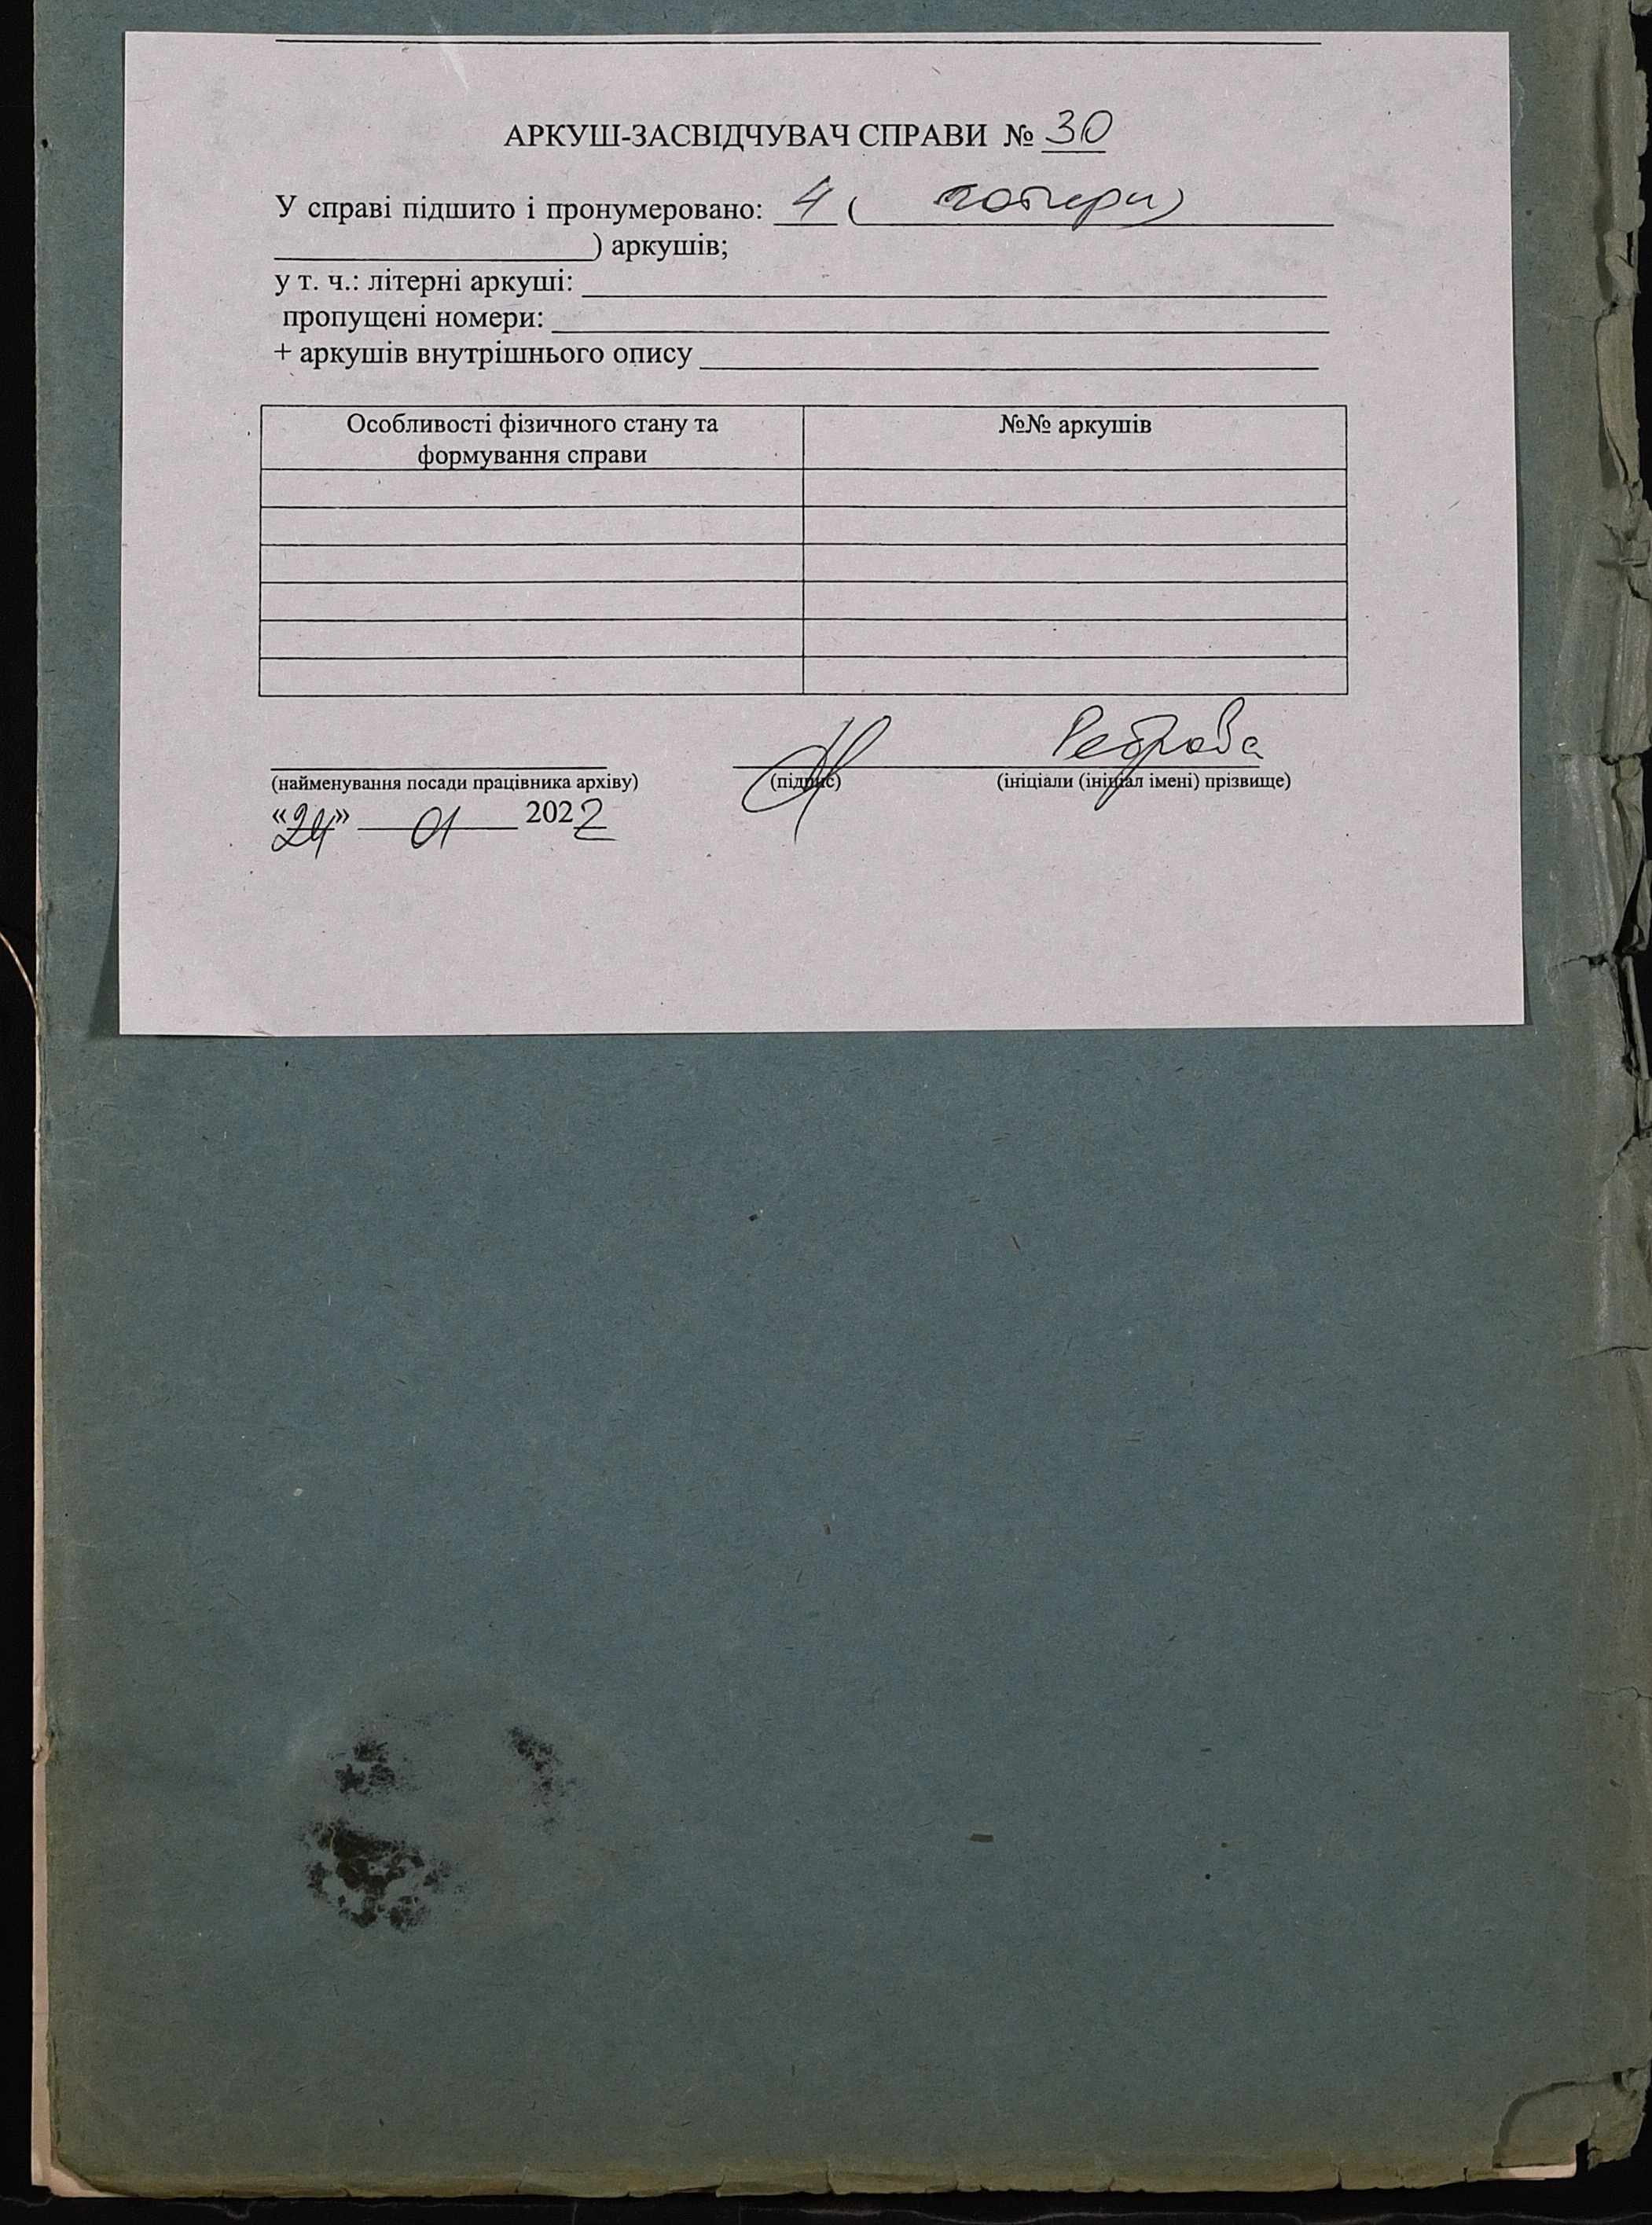 АРКУШ-ЗАСВІДЧУВАЧ СПРАВИ № 30
У справі підшито і пронумеровано: 4 ( чотири)
) аркушів;
у т. ч.: літерні аркуші:
пропущені номери:
+ аркушів внутрішнього опису
Особливості фізичного стану та
формування справи
№№ аркушів
Реброва
(найменування посади працівника архіву) (підпис) (ініціали (ініціал імені) прізвище)
«24» 01 2022